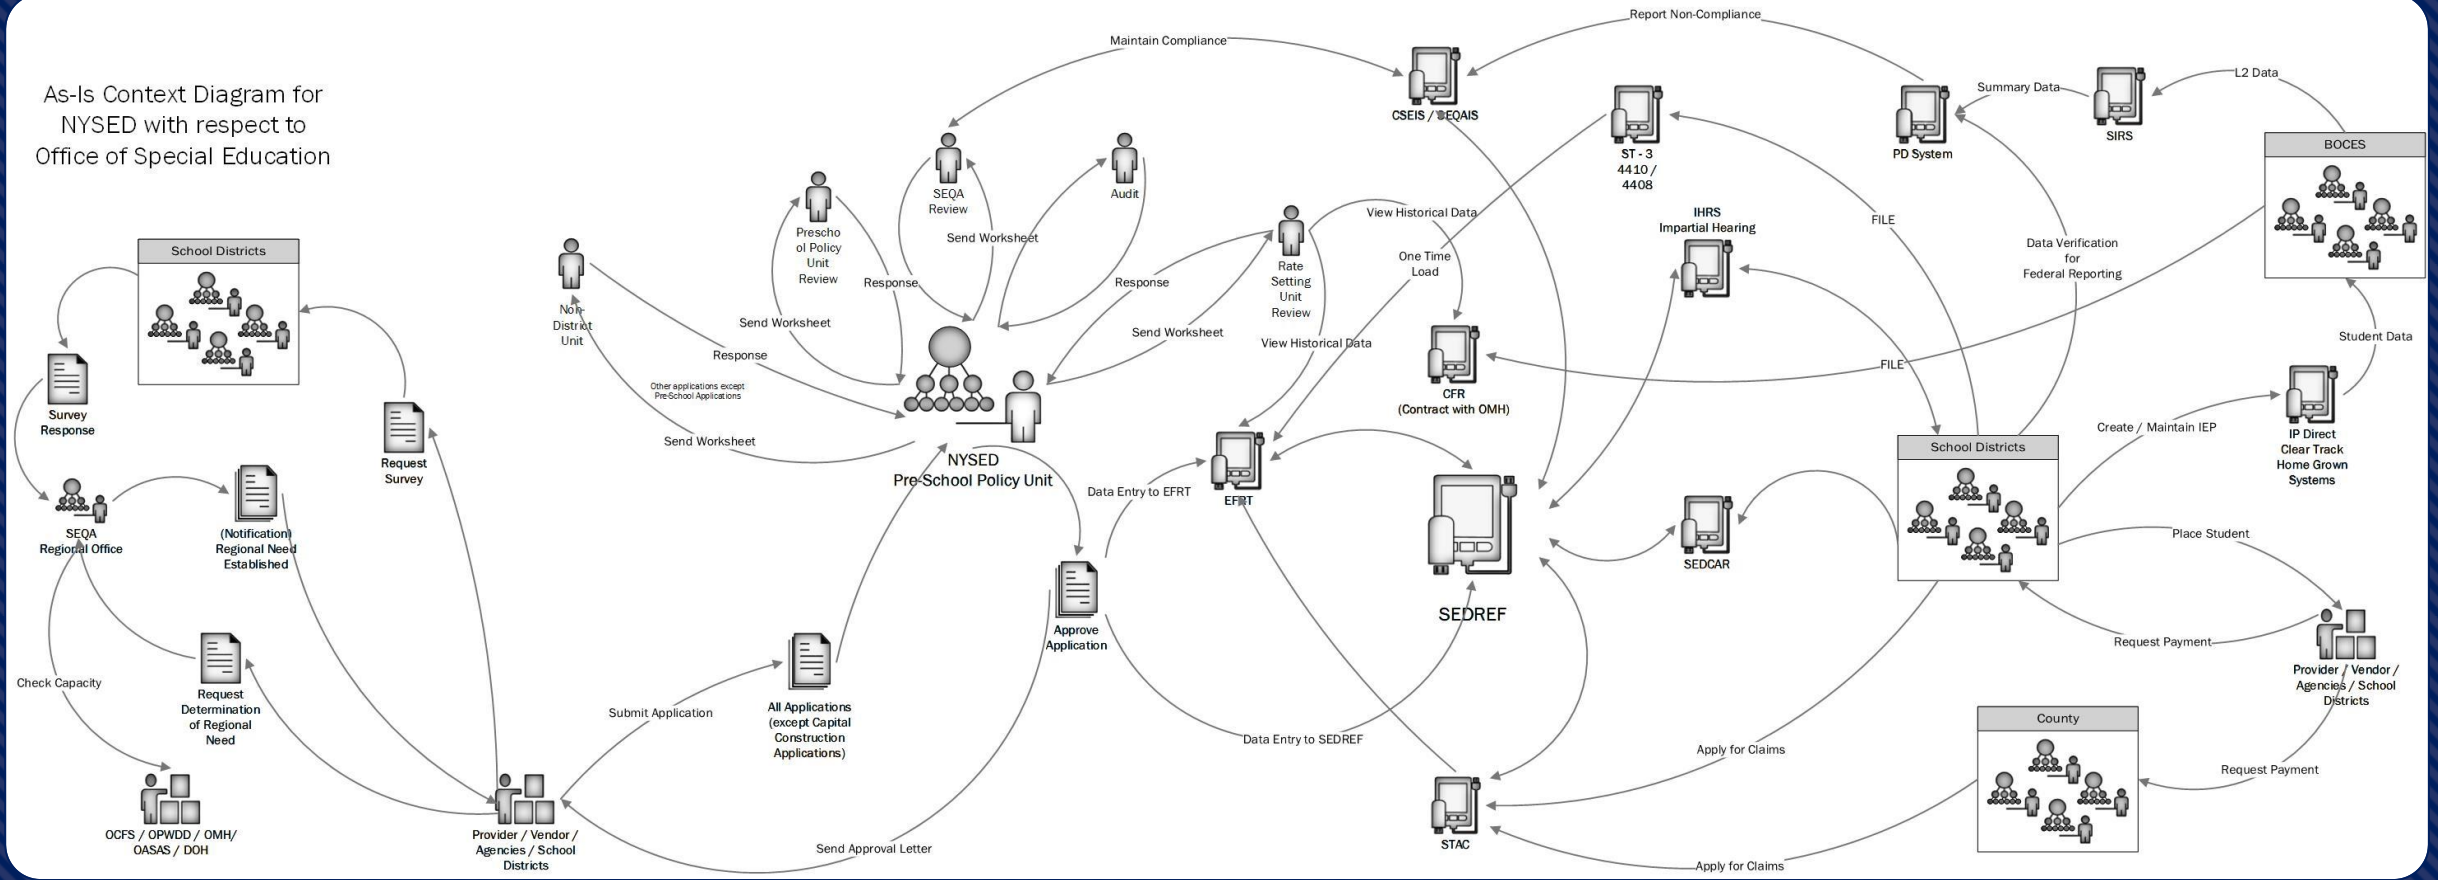 As-Is Context Diagram for
NYSED with respect to
Office of Special Education
School Districts
Survey
Response
Request
Survey
SEQA
Regional Office
(Notification)
Regional Need
Established
Check Capacity
Request
Determination
of Regional
Need
OCFS / OPWDD / OMH/
OASAS / DOH
Provider / Vendor /
Agencies / School
Districts
Submit Application
All Applications
(except Capital
Construction
Applications)
Send Approval Letter
Non-
District
Unit
Response
Other applications except
Pre-School Applications
Send Worksheet
Prescho
ol Policy
Unit
Review
Response
Send Worksheet
SEQA
Review
Send Worksheet
Audit
Maintain Compliance
NYSED
Pre-School Policy Unit
Response
Send Worksheet
Rate
Setting
Unit
Review
View Historical Data
View Historical Data
One Time
Load
Approve
Application
Data Entry to EFRT
EFRT
Data Entry to SEDREF
CSEIS / SEQAIS
Report Non-Compliance
ST - 3
4410 /
4408
IHRS
Impartial Hearing
CFR
(Contract with OMH)
SEDREF
SEDCAR
STAC
Apply for Claims
Apply for Claims
PD System
Summary Data
SIRS
L2 Data
BOCES
FILE
Data Verification
for
Federal Reporting
FILE
Student Data
School Districts
Create / Maintain IEP
IP Direct
Clear Track
Home Grown
Systems
Place Student
Request Payment
Provider / Vendor /
Agencies / School
Districts
County
Request Payment